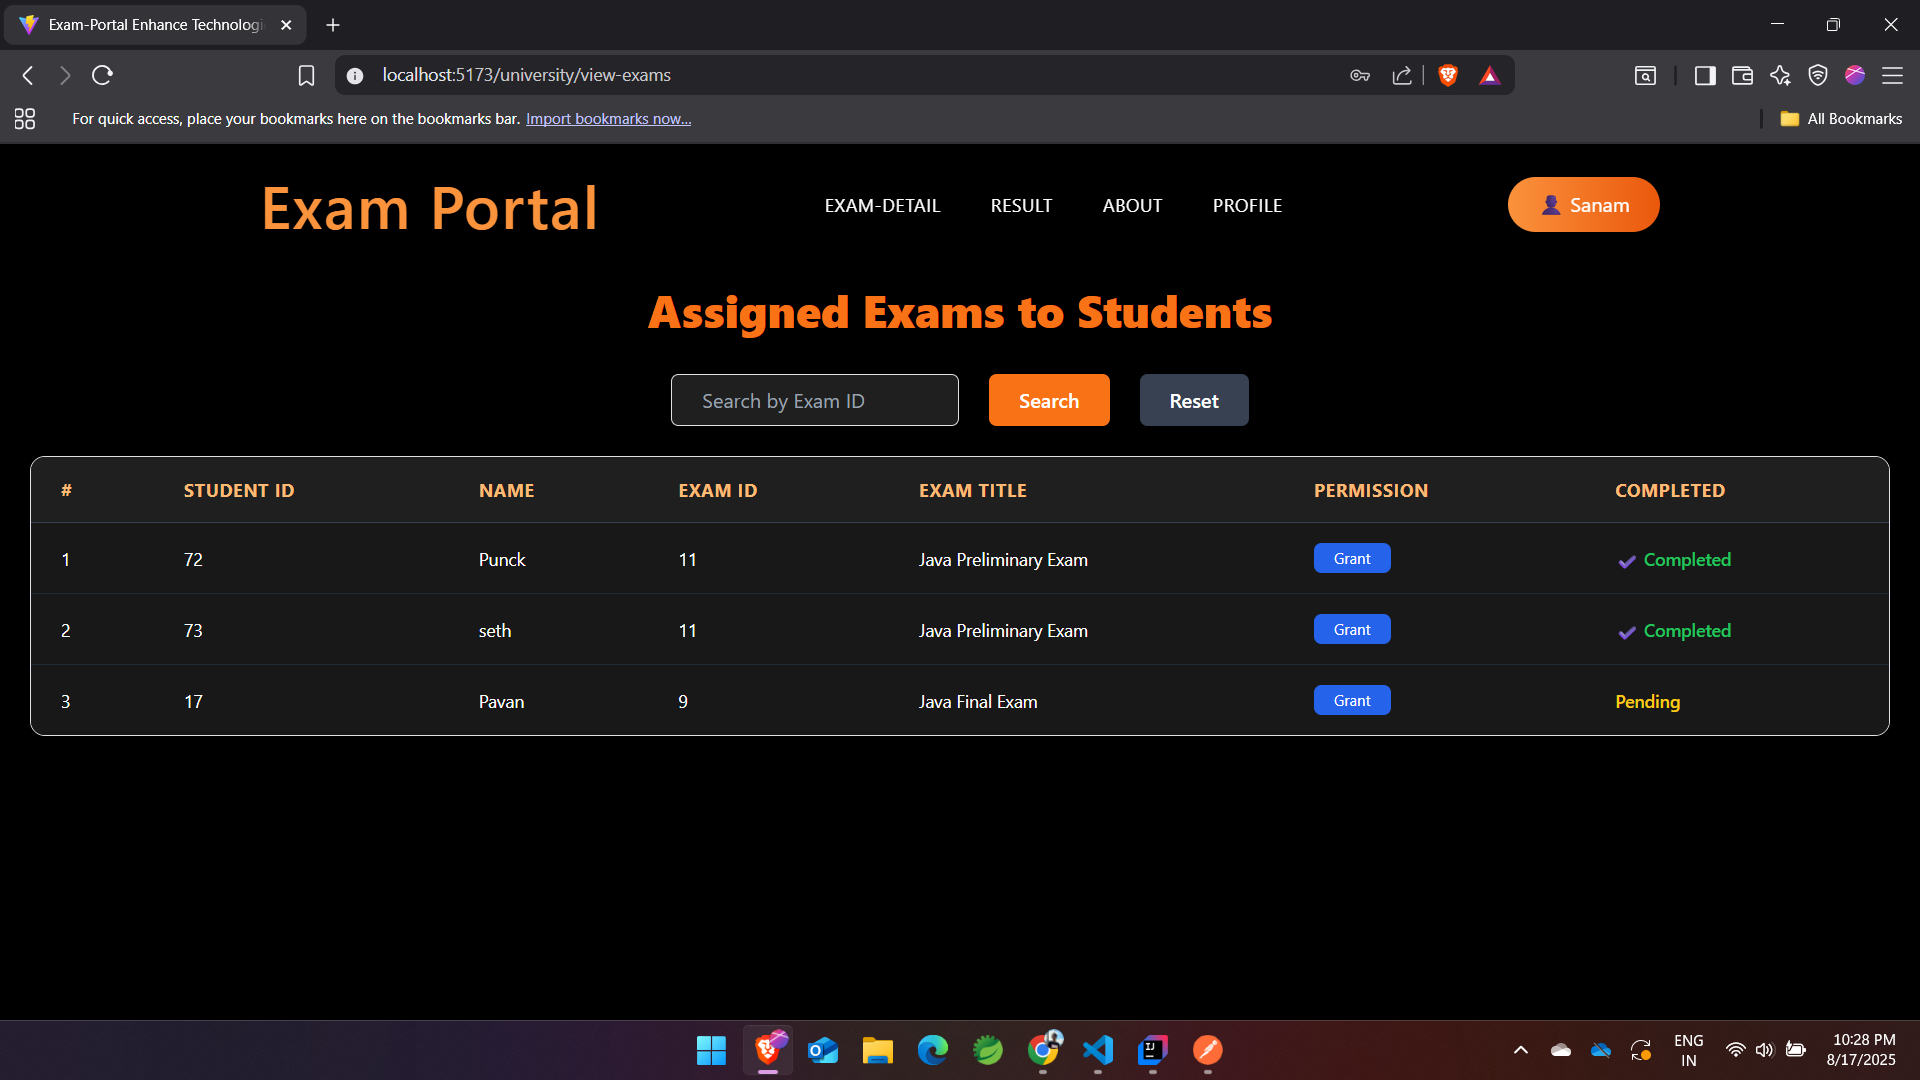 Exam-Portal Enhance Technologi
localhost:5173/university/view-exams
For quick access, place your bookmarks here on the bookmarks bar. Import bookmarks now...
All Bookmarks
Exam Portal
EXAM-DETAIL RESULT ABOUT PROFILE
Sanam
Assigned Exams to Students
Search by Exam ID Search Reset
# STUDENT ID NAME EXAM ID EXAM TITLE PERMISSION COMPLETED
1 72 Punck 11 Java Preliminary Exam Grant Completed
2 73 seth 11 Java Preliminary Exam Grant Completed
3 17 Pavan 9 Java Final Exam Grant Pending
ENG 10:28 PM
IN 8/17/2025